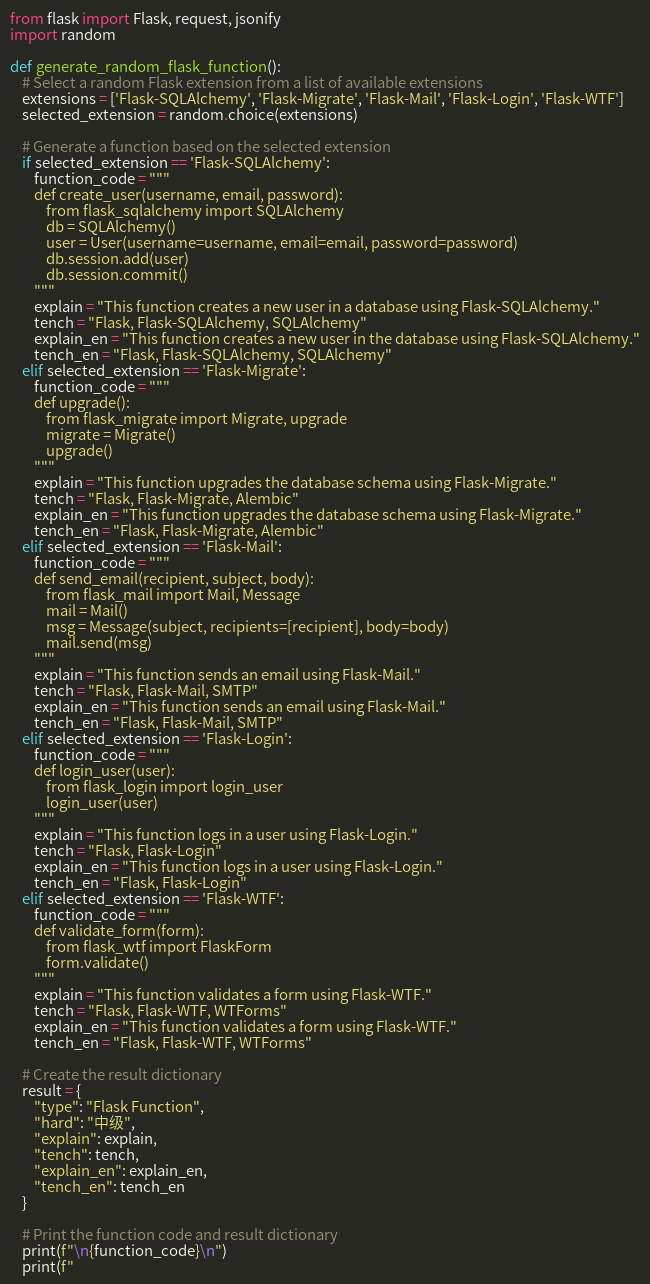 from flask import Flask, request, jsonify
import random

def generate_random_flask_function():
    # Select a random Flask extension from a list of available extensions
    extensions = ['Flask-SQLAlchemy', 'Flask-Migrate', 'Flask-Mail', 'Flask-Login', 'Flask-WTF']
    selected_extension = random.choice(extensions)

    # Generate a function based on the selected extension
    if selected_extension == 'Flask-SQLAlchemy':
        function_code = """
        def create_user(username, email, password):
            from flask_sqlalchemy import SQLAlchemy
            db = SQLAlchemy()
            user = User(username=username, email=email, password=password)
            db.session.add(user)
            db.session.commit()
        """
        explain = "This function creates a new user in a database using Flask-SQLAlchemy."
        tench = "Flask, Flask-SQLAlchemy, SQLAlchemy"
        explain_en = "This function creates a new user in the database using Flask-SQLAlchemy."
        tench_en = "Flask, Flask-SQLAlchemy, SQLAlchemy"
    elif selected_extension == 'Flask-Migrate':
        function_code = """
        def upgrade():
            from flask_migrate import Migrate, upgrade
            migrate = Migrate()
            upgrade()
        """
        explain = "This function upgrades the database schema using Flask-Migrate."
        tench = "Flask, Flask-Migrate, Alembic"
        explain_en = "This function upgrades the database schema using Flask-Migrate."
        tench_en = "Flask, Flask-Migrate, Alembic"
    elif selected_extension == 'Flask-Mail':
        function_code = """
        def send_email(recipient, subject, body):
            from flask_mail import Mail, Message
            mail = Mail()
            msg = Message(subject, recipients=[recipient], body=body)
            mail.send(msg)
        """
        explain = "This function sends an email using Flask-Mail."
        tench = "Flask, Flask-Mail, SMTP"
        explain_en = "This function sends an email using Flask-Mail."
        tench_en = "Flask, Flask-Mail, SMTP"
    elif selected_extension == 'Flask-Login':
        function_code = """
        def login_user(user):
            from flask_login import login_user
            login_user(user)
        """
        explain = "This function logs in a user using Flask-Login."
        tench = "Flask, Flask-Login"
        explain_en = "This function logs in a user using Flask-Login."
        tench_en = "Flask, Flask-Login"
    elif selected_extension == 'Flask-WTF':
        function_code = """
        def validate_form(form):
            from flask_wtf import FlaskForm
            form.validate()
        """
        explain = "This function validates a form using Flask-WTF."
        tench = "Flask, Flask-WTF, WTForms"
        explain_en = "This function validates a form using Flask-WTF."
        tench_en = "Flask, Flask-WTF, WTForms"

    # Create the result dictionary
    result = {
        "type": "Flask Function",
        "hard": "中级",
        "explain": explain,
        "tench": tench,
        "explain_en": explain_en,
        "tench_en": tench_en
    }

    # Print the function code and result dictionary
    print(f"\n{function_code}\n")
    print(f"